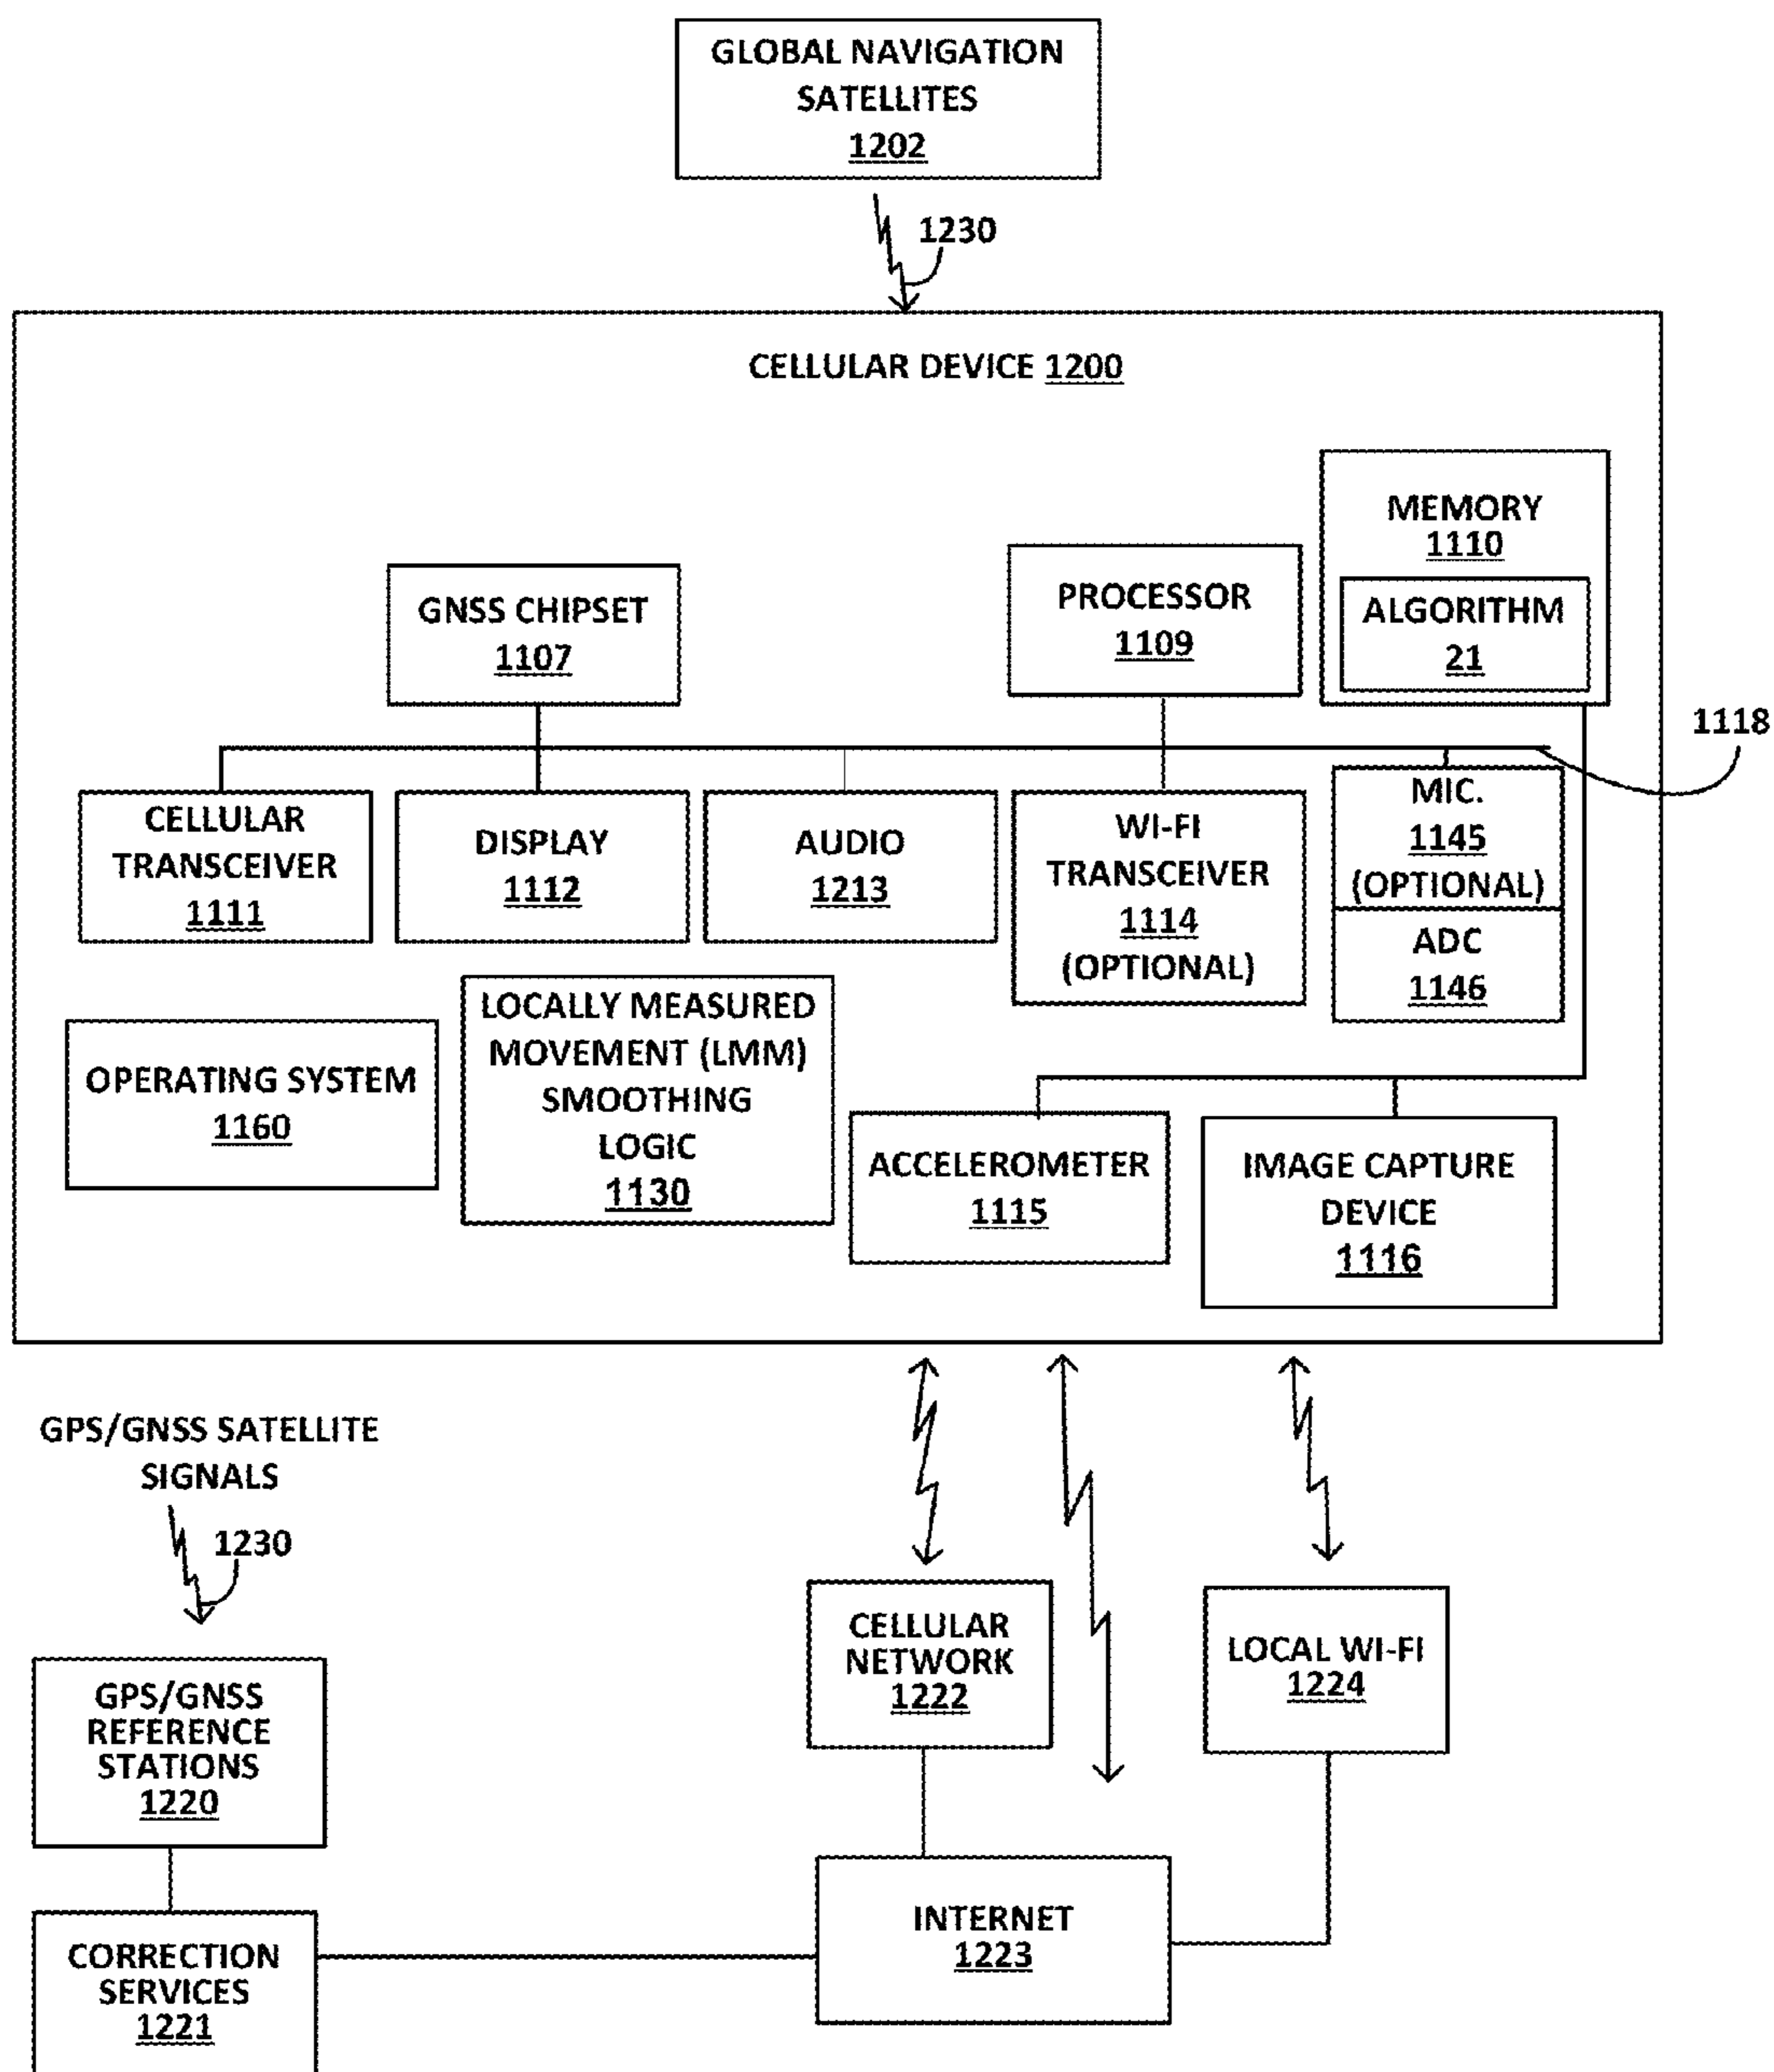 GLOBAL NAVIGATION
SATELLITES
1202
1230
CELLULAR DEVICE 1200
MEMORY
1110
ALGORITHM
21
PROCESSOR
1109
GNSS CHIPSET
1107
1118
CELLULAR
TRANSCEIVER
1111
DISPLAY
1112
AUDIO
1213
WI-FI
TRANSCEIVER
1114
(OPTIONAL)
MIC.
1145
(OPTIONAL)
ADC
1146
OPERATING SYSTEM
1160
LOCALLY MEASURED
MOVEMENT (LMM)
SMOOTHING
LOGIC
1130
ACCELEROMETER
1115
IMAGE CAPTURE
DEVICE
1116
GPS/GNSS SATELLITE
SIGNALS
1230
GPS/GNSS
REFERENCE
STATIONS
1220
CELLULAR
NETWORK
1222
LOCAL WI-FI
1224
CORRECTION
SERVICES
1221
INTERNET
1223